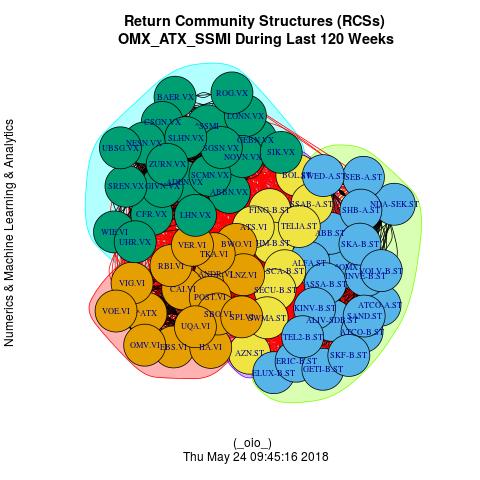 Return Community Structures (RCSs)
OMX_ATX_SSMI During Last 120 Weeks
Numerics & Machine Learning & Analytics
BAER.VX
ROG.VX
CSGN.VX
^SSMI
LONN.VX
UBSG.VX
NESN.VX
SLHN.VX
SGSN.VX
GEBN.VX
NOVN.VX
SIK.VX
ZURN.VX
SCMN.VX
SREN.VX
GIVN.VX
ABBN.VX
CFR.VX
LHN.VX
WIE.VI
UHR.VX
BOL.ST
SWED-A.ST
SEB-A.ST
SSAB-A.ST
SHB-A.ST
NDA-SEK.ST
FING-B.ST
ATS.VI
TELIA.ST
ABB.ST
SKA-B.ST
VER.VI
BWO.VI
HM-B.ST
TKA.VI
RBI.VI
ANDR.VI
LNZ.VI
SCA-B.ST
ALFA.ST
VOLV-B.ST
INVE-B.ST
VIG.VI
CAI.VI
POST.VI
SECU-B.ST
ASSA-B.ST
VOE.VI
^ATX
SBO.VI
SPI.VI
SWMA.ST
KINV-B.ST
ATCO-A.ST
SAND.ST
ALIV-SDB.ST
UQA.VI
TEL2-B.ST
ATCO-B.ST
OMV.VI
EBS.VI
IIA.VI
AZN.ST
SKF-B.ST
ERIC-B.ST
GETI-B.ST
ELUX-B.ST
(_oio_)
Thu May 24 09:45:16 2018